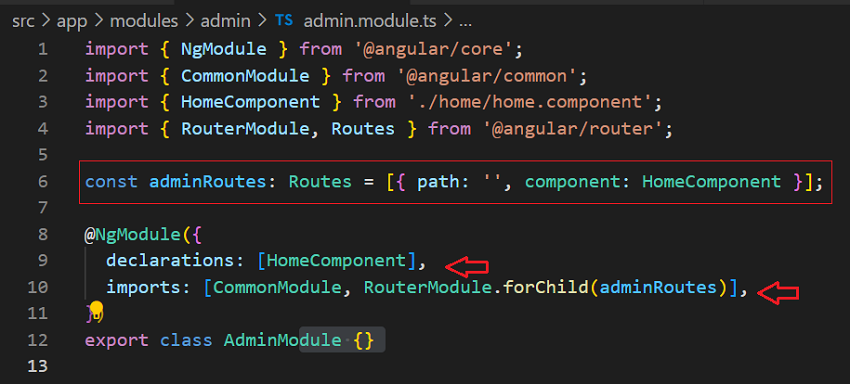 src > app > modules > admin > TS admin.module.ts > ...
1 import { NgModule } from '@angular/core';
2 import { CommonModule } from '@angular/common';
3 import { HomeComponent } from './home/home.component';
4 import { RouterModule, Routes } from '@angular/router';
5
6 const adminRoutes: Routes = [{ path: '', component: HomeComponent }];
7
8 @NgModule({
9 declarations: [HomeComponent],
10 imports: [CommonModule, RouterModule.forChild(adminRoutes)],
11 })
12 export class AdminModule {}
13